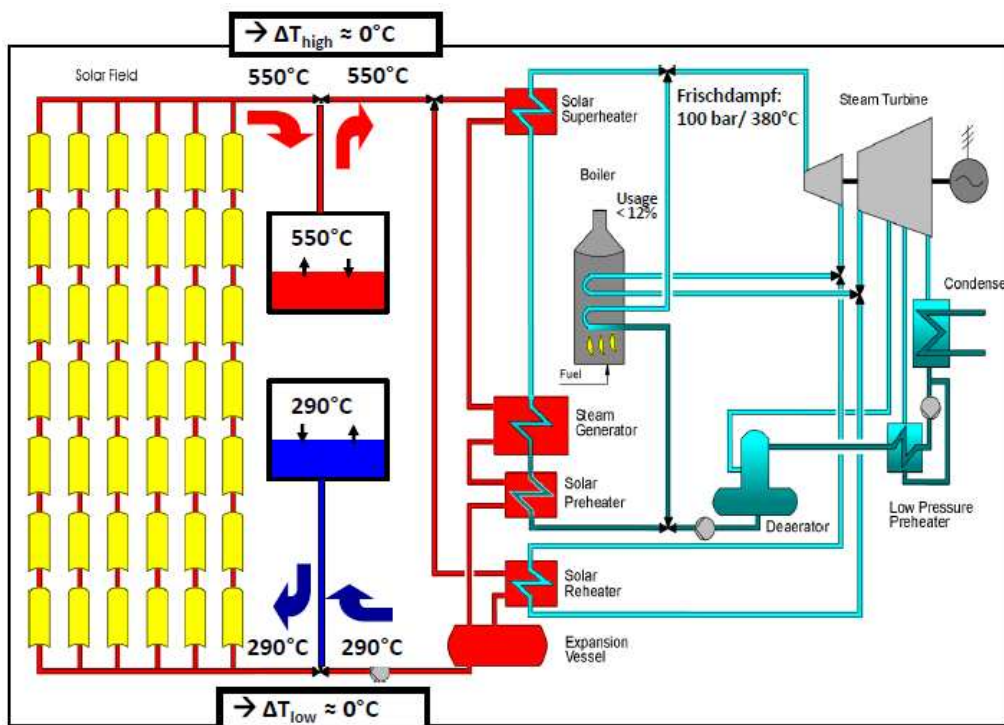 → ΔThigh ≈ 0°C
Solar Field
550°C
550°C
Solar
Superheater
Frischdampf:
100 bar/ 380°C
Steam Turbine
Boiler
Usage
< 12%
550°C
Condense
Fuel
290°C
Steam
Generator
Solar
Preheater
Deaerator
Low Pressure
Preheater
Solar
Reheater
290°C
290°C
Expansion
Vessel
→ ΔTlow ≈ 0°C